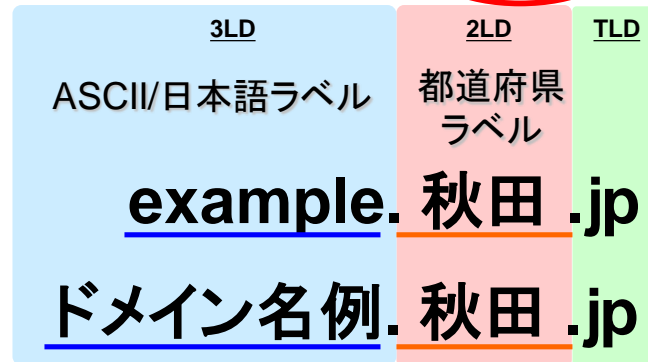 3LD 2LD TLD
ASCII/日本語ラベル 都道府県
ラベル
example.秋田.jp
ドメイン名例.秋田.jp